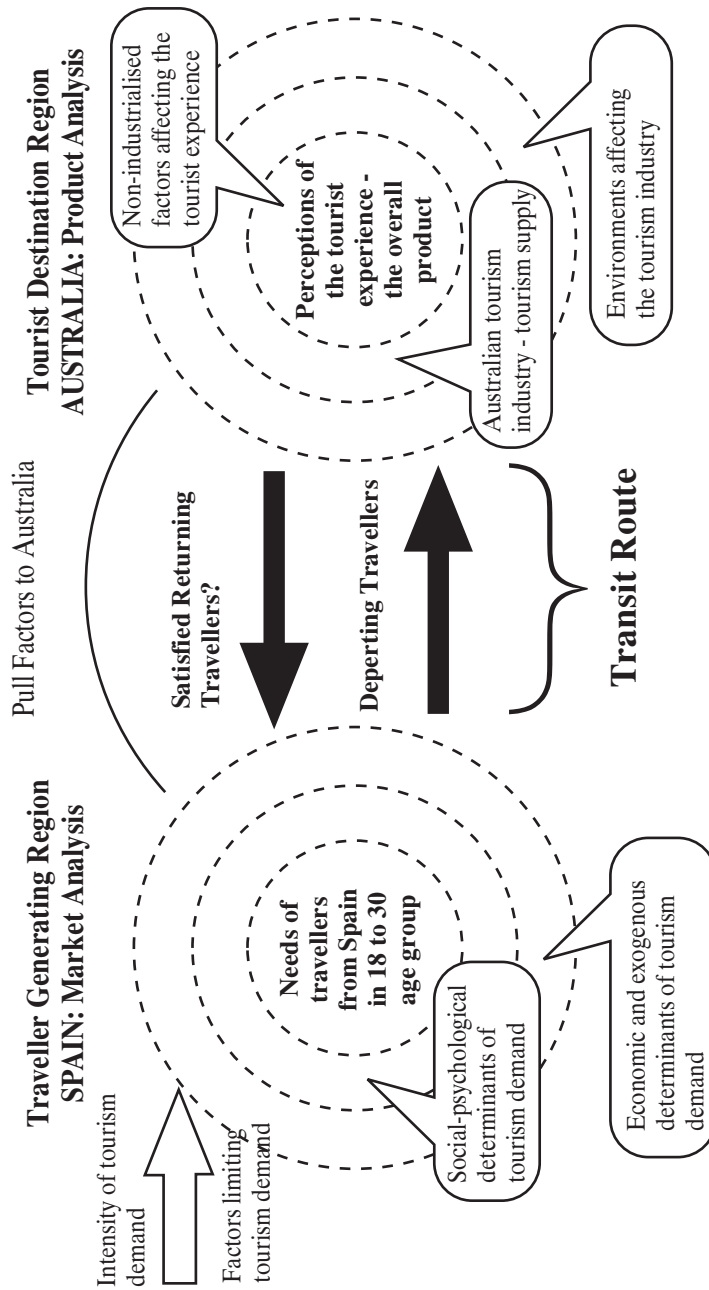 Traveller Generating Region
SPAIN: Market Analysis
Pull Factors to Australia
Tourist Destination Region
AUSTRALIA: Product Analysis
Intensity of tourism
demand
Factors limiting
tourism demand
Needs of
travellers
from Spain
in 18 to 30
age group
Social-psychological
determinants of
tourism demand
Economic and exogenous
determinants of tourism
demand
Satisfied Returning
Travellers?
Deperting Travellers
Transit Route
Non-industrialised
factors affecting the
tourist experience
Perceptions of
the tourist
experience -
the overall
product
Australian tourism
industry - tourism supply
Environments affecting
the tourism industry